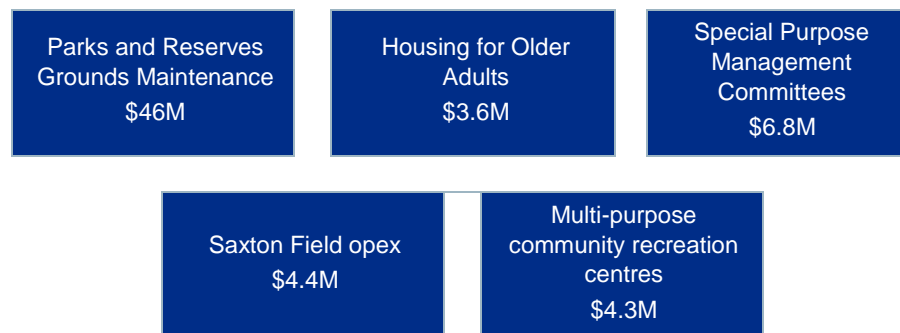 Parks and Reserves
Grounds Maintenance
$46M
Housing for Older
Adults
$3.6M
Special Purpose
Management
Committees
$6.8M
Saxton Field opex
$4.4M
Multi-purpose
community recreation
centres
$4.3M